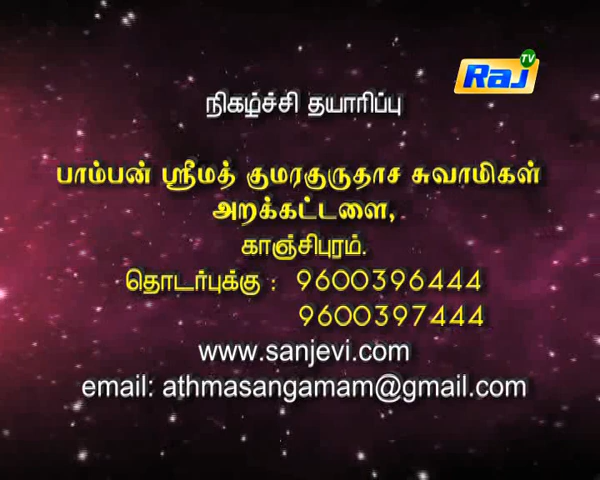 Raj TV
நிகழ்ச்சி தயாரிப்பு
பாம்பன் ஸ்ரீமத் குமரகுருதாச சுவாமிகள்
அறக்கட்டளை,
காஞ்சிபுரம்.
தொடர்புக்கு : 9600396444
9600397444
www.sanjevi.com
email: athmasangamam@gmail.com